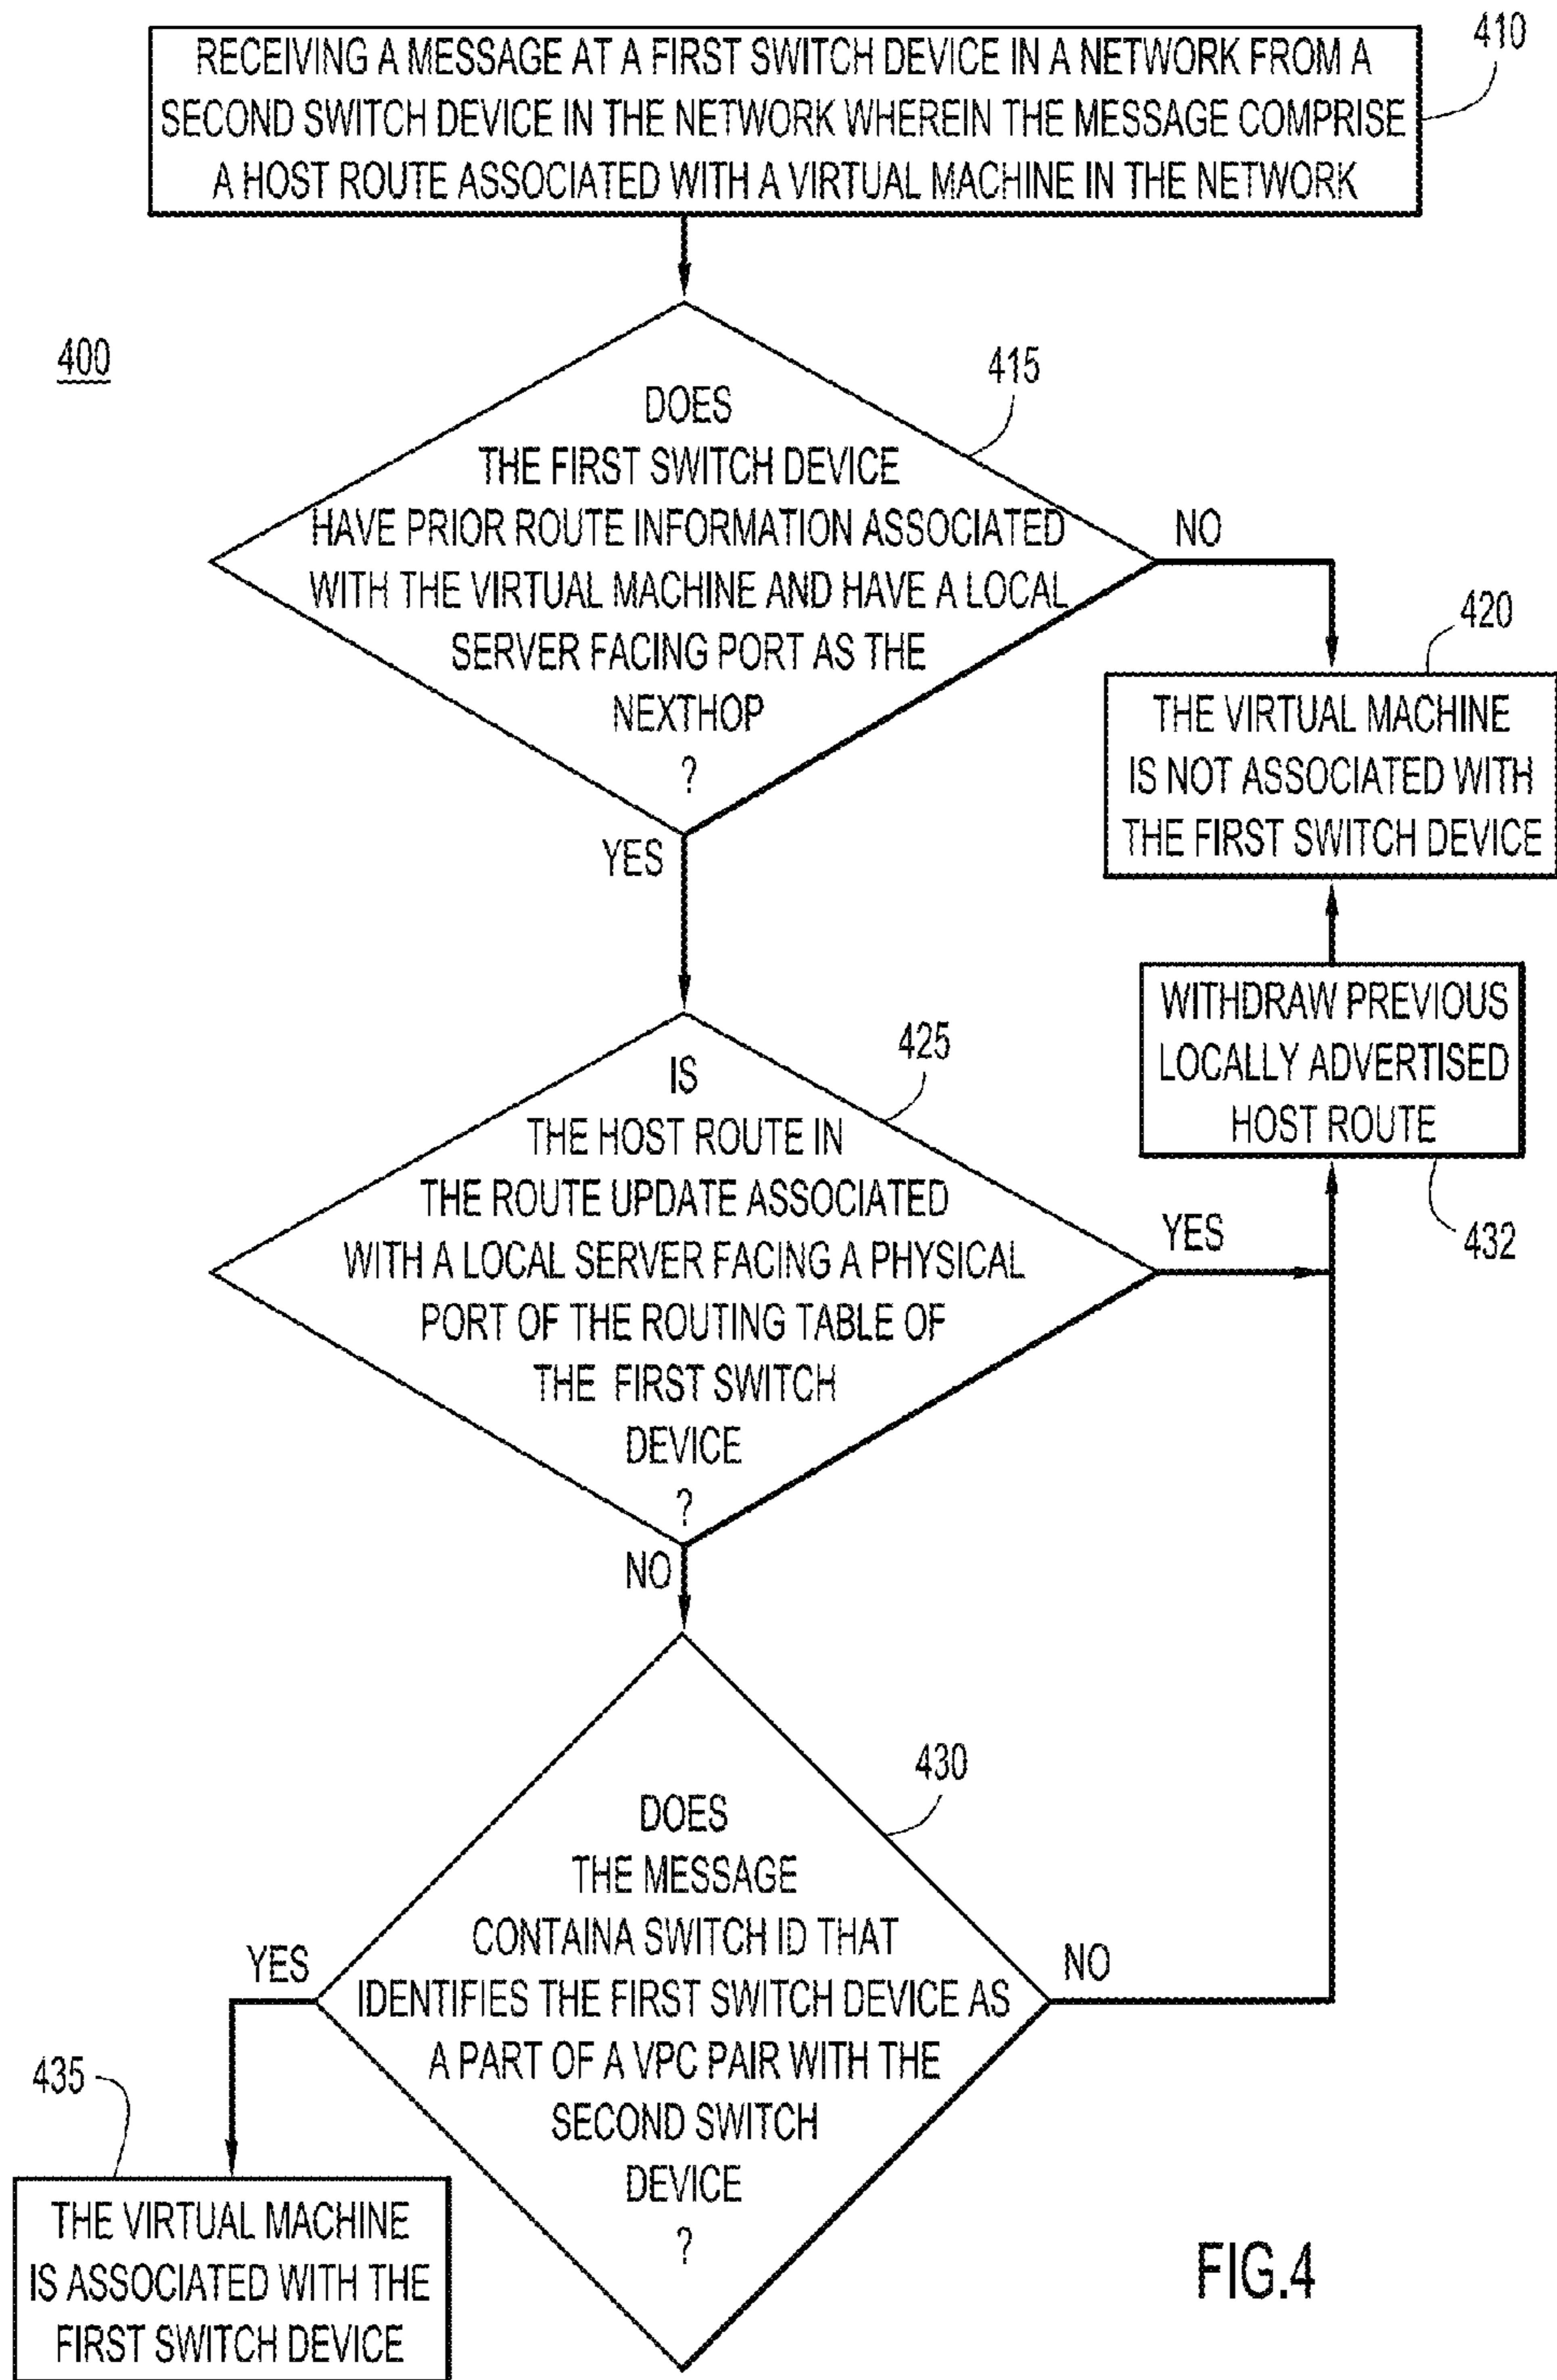 RECEIVING A MESSAGE AT A FIRST SWITCH DEVICE IN A NETWORK FROM A
SECOND SWITCH DEVICE IN THE NETWORK WHEREIN THE MESSAGE COMPRISE
A HOST ROUTE ASSOCIATED WITH A VIRTUAL MACHINE IN THE NETWORK
410
400
415
DOES
THE FIRST SWITCH DEVICE
HAVE PRIOR ROUTE INFORMATION ASSOCIATED
WITH THE VIRTUAL MACHINE AND HAVE A LOCAL
SERVER FACING PORT AS THE
NEXTHOP
?
NO
YES
420
THE VIRTUAL MACHINE
IS NOT ASSOCIATED WITH
THE FIRST SWITCH DEVICE
WITHDRAW PREVIOUS
LOCALLY ADVERTISED
HOST ROUTE
432
425
IS
THE HOST ROUTE IN
THE ROUTE UPDATE ASSOCIATED
WITH A LOCAL SERVER FACING A PHYSICAL
PORT OF THE ROUTING TABLE OF
THE FIRST SWITCH
DEVICE
?
YES
NO
430
DOES
THE MESSAGE
CONTAINA SWITCH ID THAT
IDENTIFIES THE FIRST SWITCH DEVICE AS
A PART OF A VPC PAIR WITH THE
SECOND SWITCH
DEVICE
?
YES
NO
435
THE VIRTUAL MACHINE
IS ASSOCIATED WITH THE
FIRST SWITCH DEVICE
FIG.4